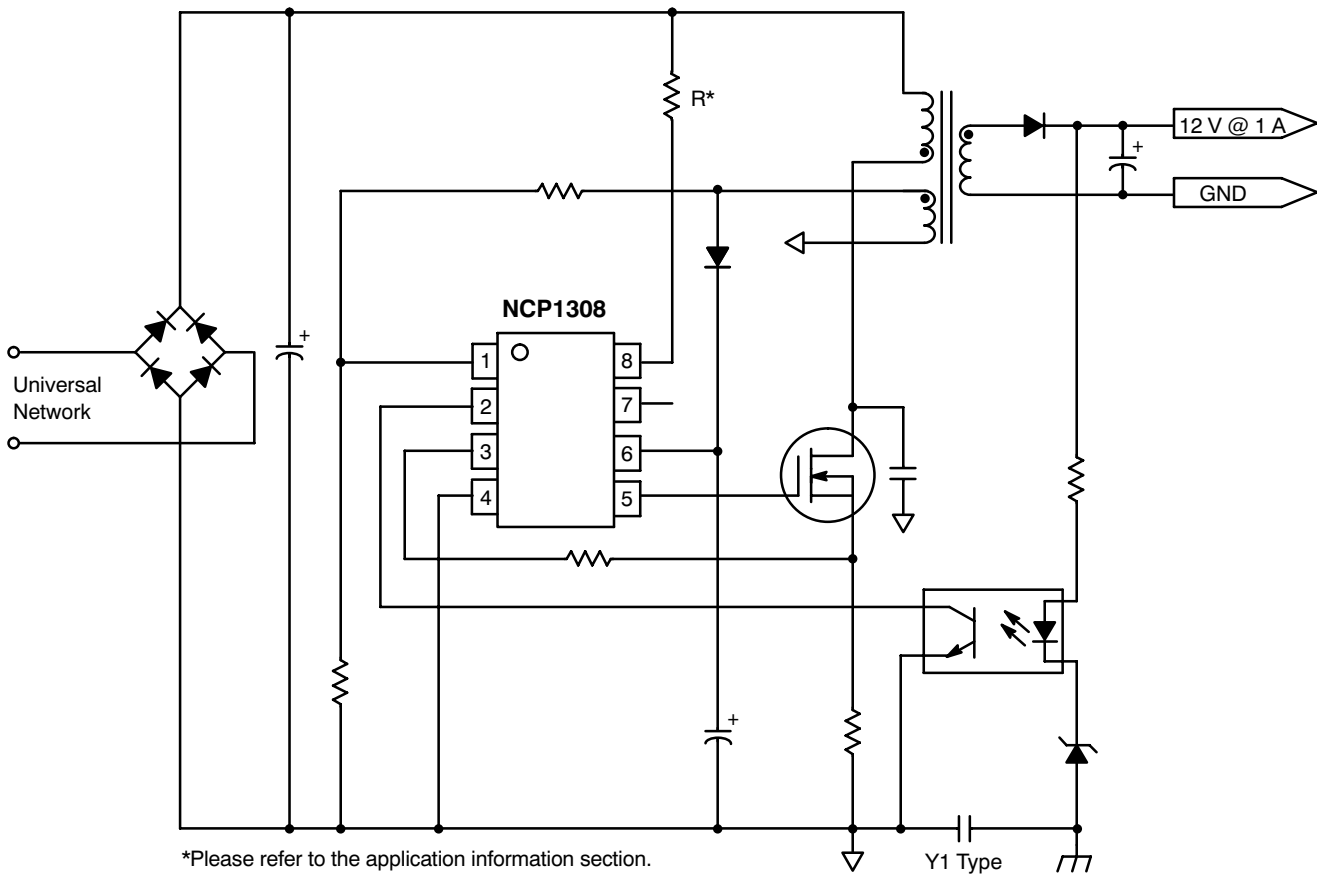 R*
+
12 V @ 1 A
GND
+
NCP1308
Universal
Network
+
1
2
3
4
8
7
6
5
+
*Please refer to the application information section.
Y1 Type